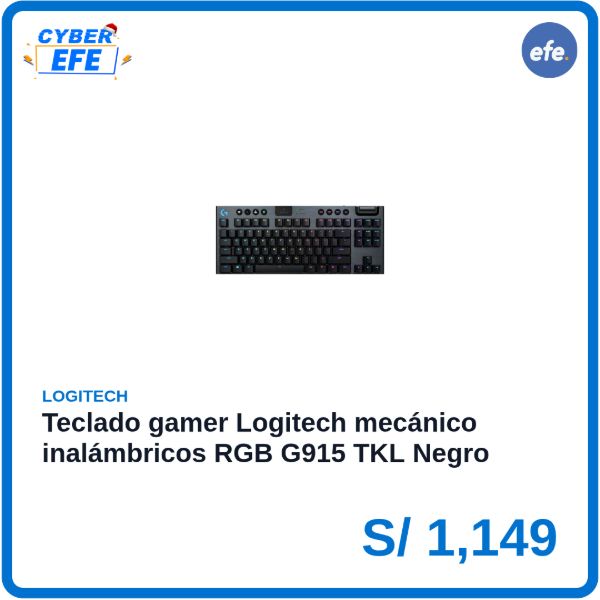 CYBER
EFE
efe.
LOGITECH
Teclado gamer Logitech mecánico
inalámbricos RGB G915 TKL Negro
S/ 1,149